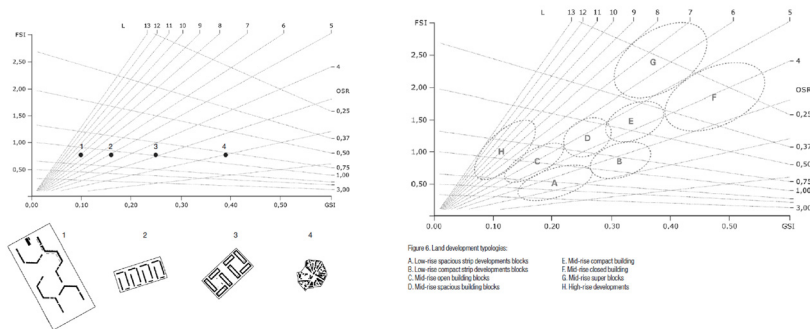 L 13 12 11 10 9 8 7 6 5
FSI
2,50
4
OSR
2,00
0,25
1,50
0,37
1,00
1 2 3 4
0,50
0,75
0,50
1,00
3,00
0,00 0,10 0,20 0,30 0,40 0,50 GSI
1 2 3 4
L 13 12 11 10 9 8 7 6 5
FSI
G
2,50
4
OSR
2,00
F
0,25
1,50
E
D
H
0,37
1,00
C B
0,50
A
0,75
0,50
1,00
3,00
0,00 0,10 0,20 0,30 0,40 0,50 GSI
Figure 6. Land development typologies:
A. Low-rise spacious strip developments blocks
B. Low-rise compact strip developments blocks
C. Mid-rise open building blocks
D. Mid-rise spacious building blocks
E. Mid-rise compact building
F. Mid-rise closed building
G. Mid-rise super blocks
H. High-rise developments